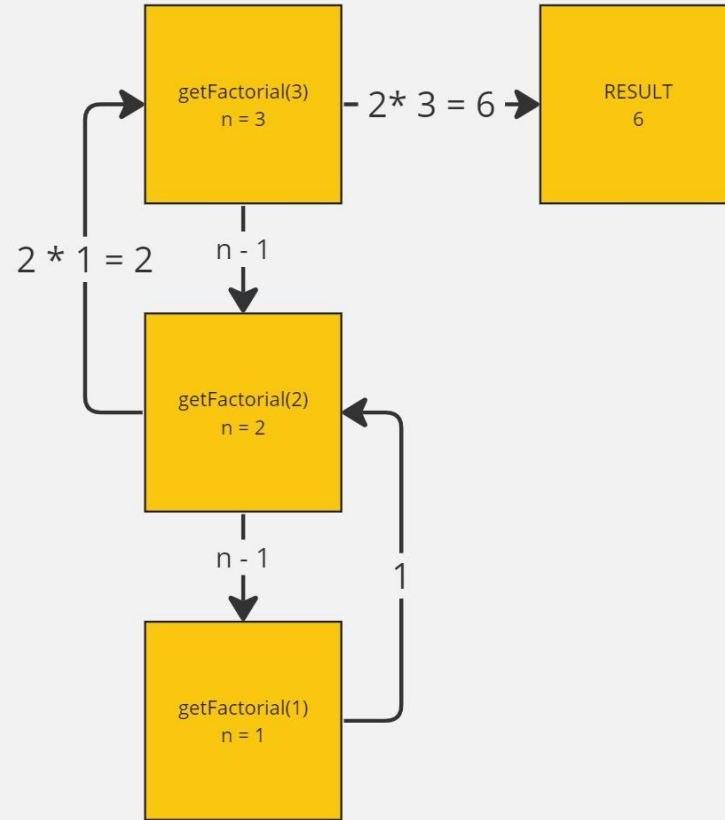 getFactorial(3)
n = 3
2* 3 = 6
RESULT
6
2 * 1 = 2
n - 1
getFactorial(2)
n = 2
n - 1
1
getFactorial(1)
n = 1